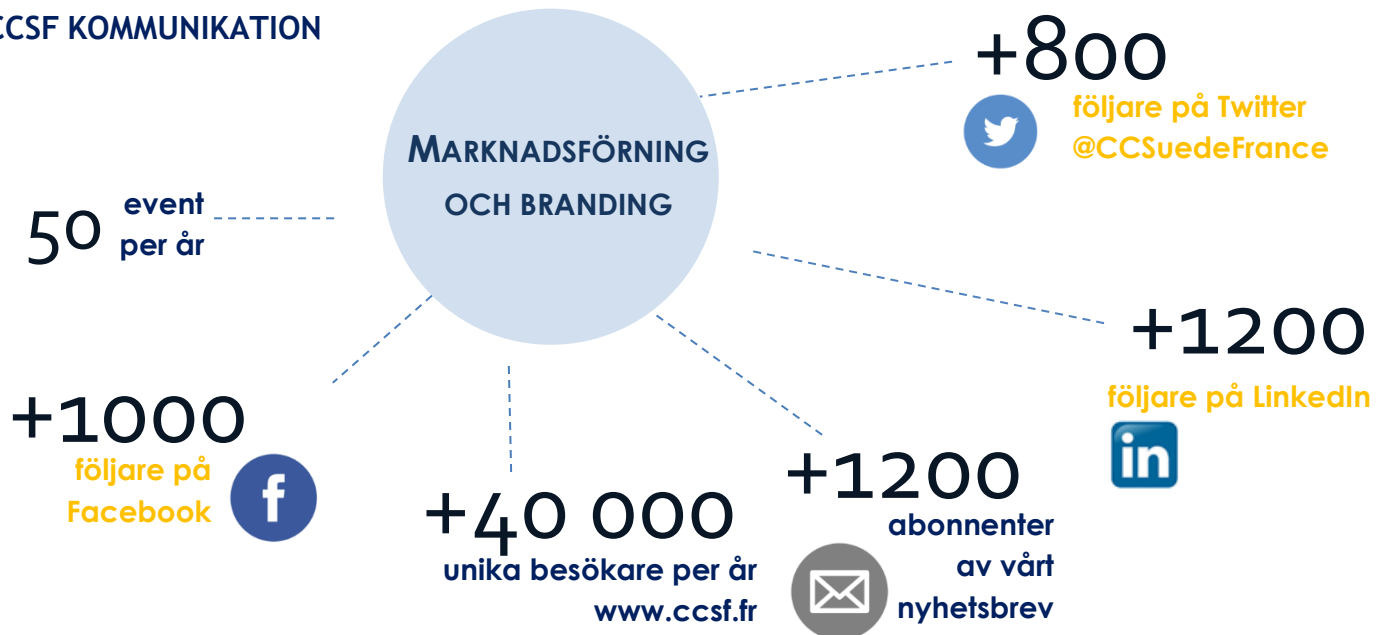 CCSF KOMMUNIKATION
MARKNADSFÖRNING
OCH BRANDING
+800
följare på Twitter
@CCSuedeFrance
50
event
per år
+1200
följare på LinkedIn
in
+1000
följare på
Facebook
f
+40 000
unika besökare per år
www.ccsf.fr
+1200
abonnenter
av vårt
nyhetsbrev